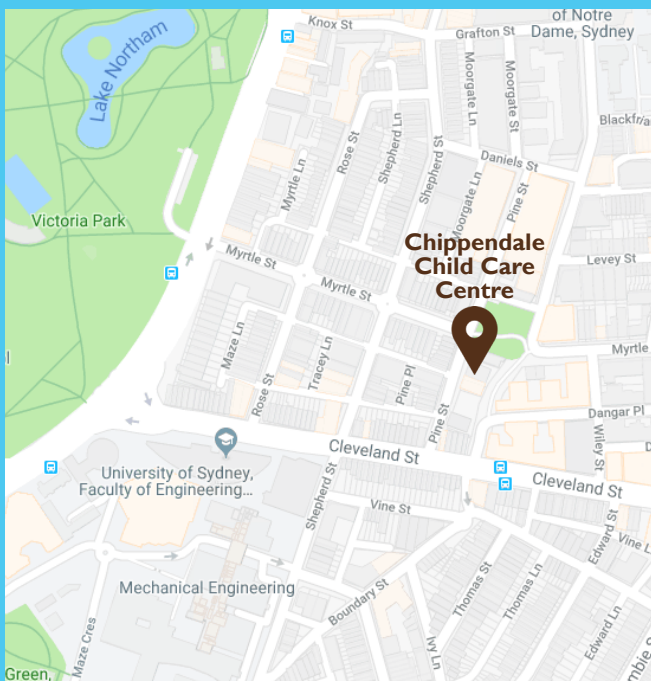 Knox St
of Notre
Dame, Sydney
Grafton St
Lake Northam
Moorgate Ln
Moorgate St
Shepherd Ln
Rose St
Shepherd St
Blackfr
Daniels St
Myrtle Ln
Moorgate Ln
Pine St
Victoria Park
Chippendale
Child Care
Centre
Myrtle St
Levey St
Myrtle St
Maze Ln
Tracey Ln
Myrtle
Pine Pl
Rose St
Pine St
Dangar Pl
Wiley St
Cleveland St
University of Sydney,
Faculty of Engineering...
Cleveland St
Shepherd St
Vine St
Edward St
Vine L
Mechanical Engineering
Boundary St
Thomas St
Thomas Ln
Edward Ln
Maze Cres
Ivy Ln
Green,